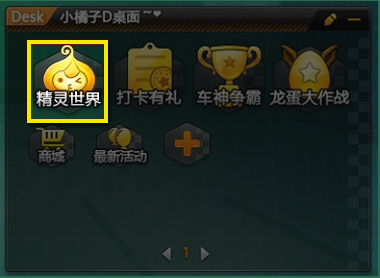 Desk 小橘子D桌面 ~❤
精灵世界 打卡有礼 车神争霸 龙蛋大作战
商城 最新活动
1